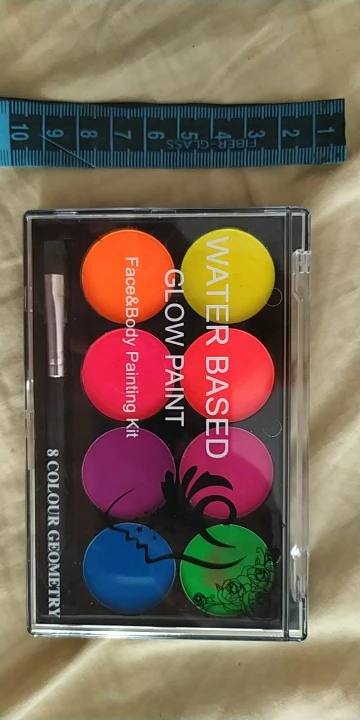 1 2 3 4 5 6 7 8 9 10
FIBER-GLASS
WATER BASED
GLOW PAINT
Face&Body Painting Kit
8 COLOUR GEOMETRY